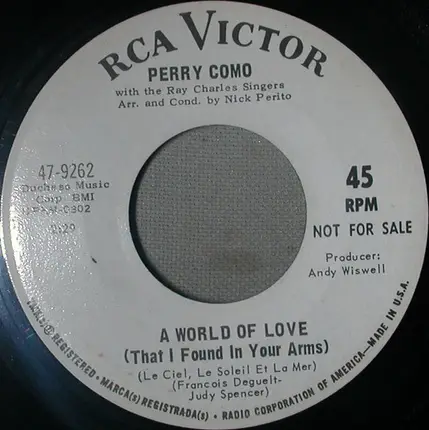 RCA VICTOR
PERRY COMO
with the Ray Charles Singers
Arr. and Cond. by Nick Perito
47-9262
Duchess Music
Corp BMI
45
RPM
NOT FOR SALE
Producer:
Andy Wiswell
A WORLD OF LOVE
(That I Found In Your Arms)
(Le Ciel, Le Soleil Et La Mer)
(Francois Deguelt-
Judy Spencer)
REGISTERED • MARCA(s) REGISTRADA(s) • RADIO CORPORATION OF AMERICA—MADE IN U.S.A.